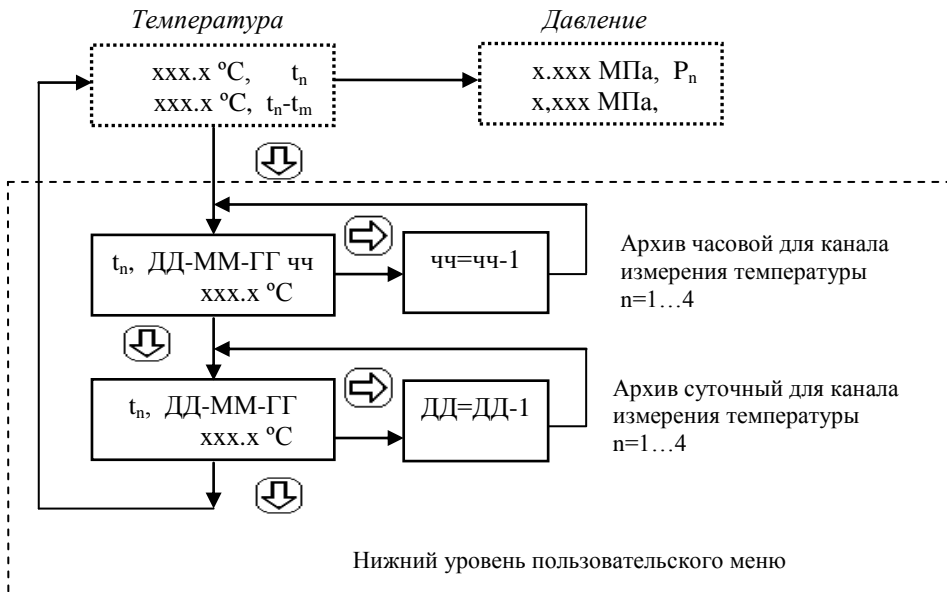 Температура
Давление
xxx.x ºC, tn
xxx.x ºC, tn-tm
x.xxx МПа, Pn
x,xxx МПа,
tn, ДД-ММ-ГГ чч
xxx.x ºC
чч=чч-1
Архив часовой для канала
измерения температуры
n=1…4
tn, ДД-ММ-ГГ
xxx.x ºC
ДД=ДД-1
Архив суточный для канала
измерения температуры
n=1…4
Нижний уровень пользовательского меню